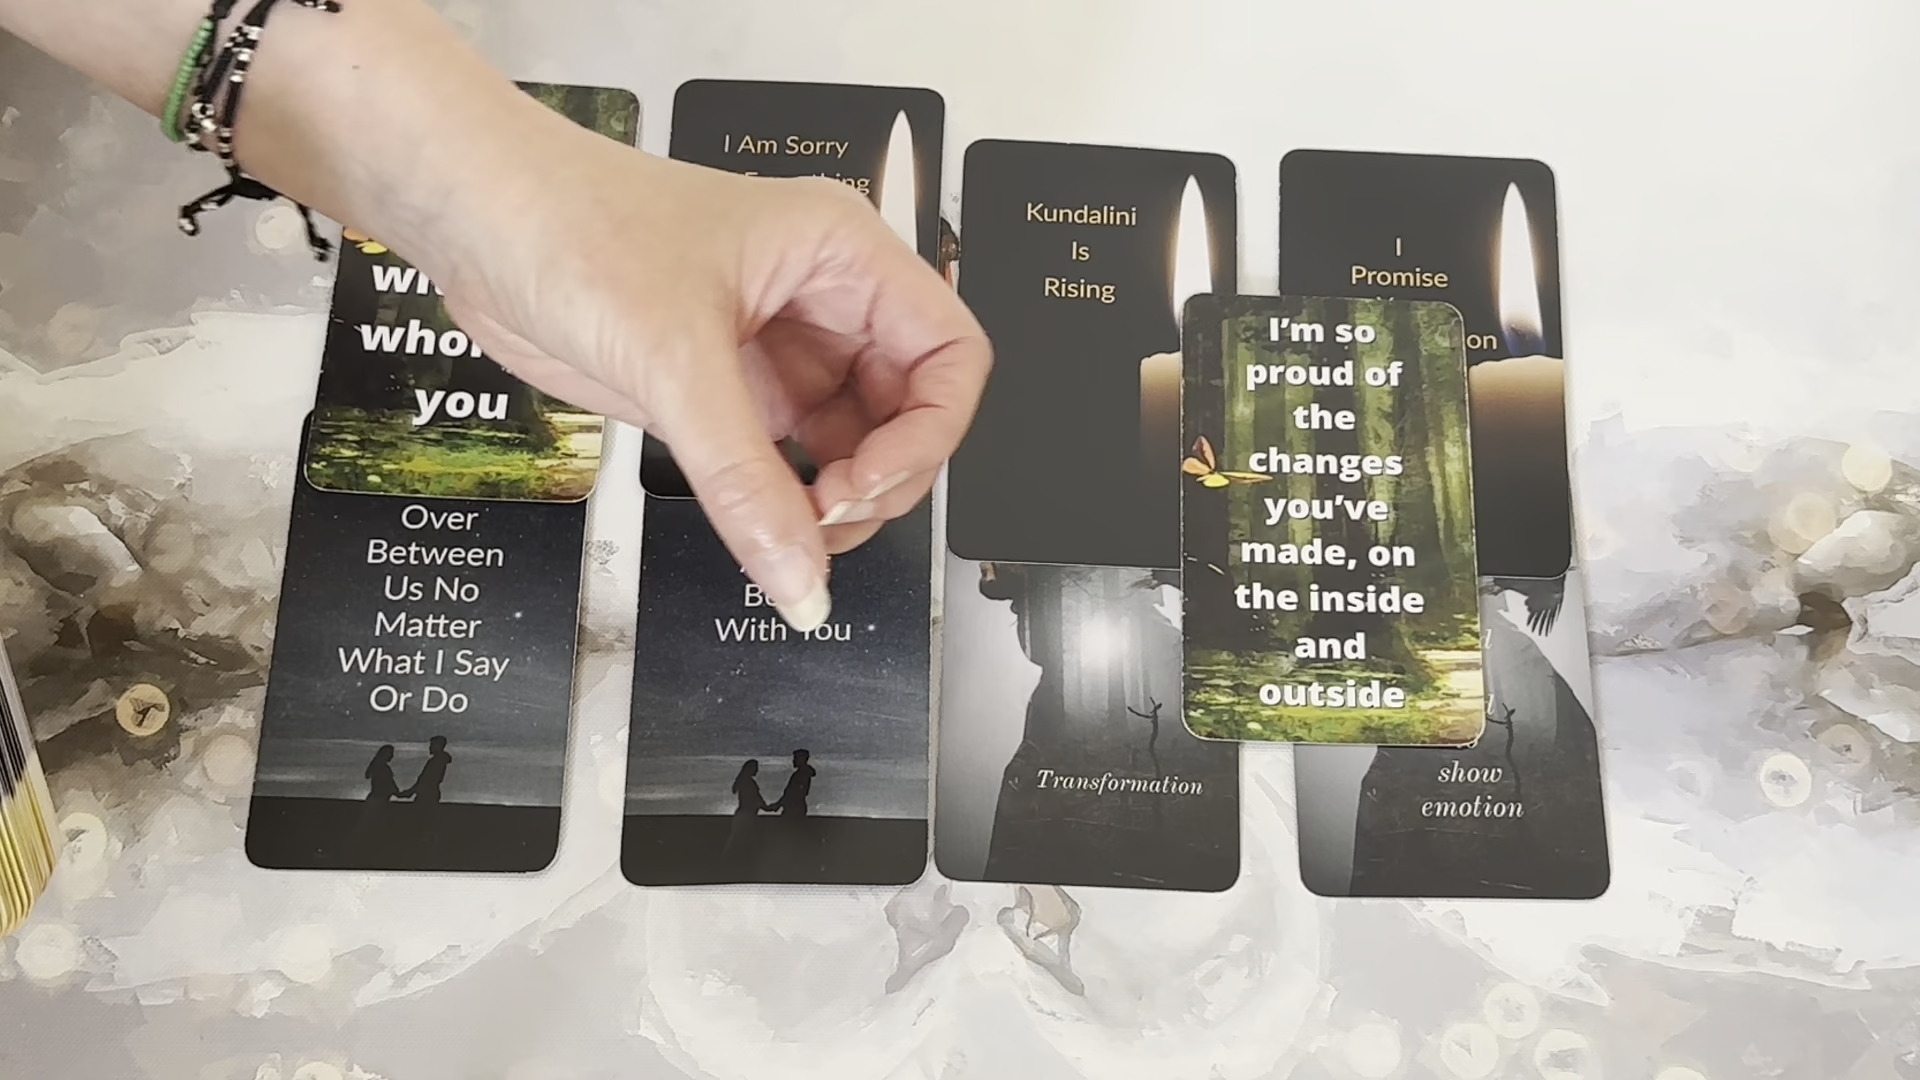 you
Over
Between
Us No
Matter
What I Say
Or Do
I Am Sorry
With You
Kundalini
Is
Rising
Transformation
I
Promise
on
I'm so
proud of
the
changes
you've
made, on
the inside
and
outside
show
emotion